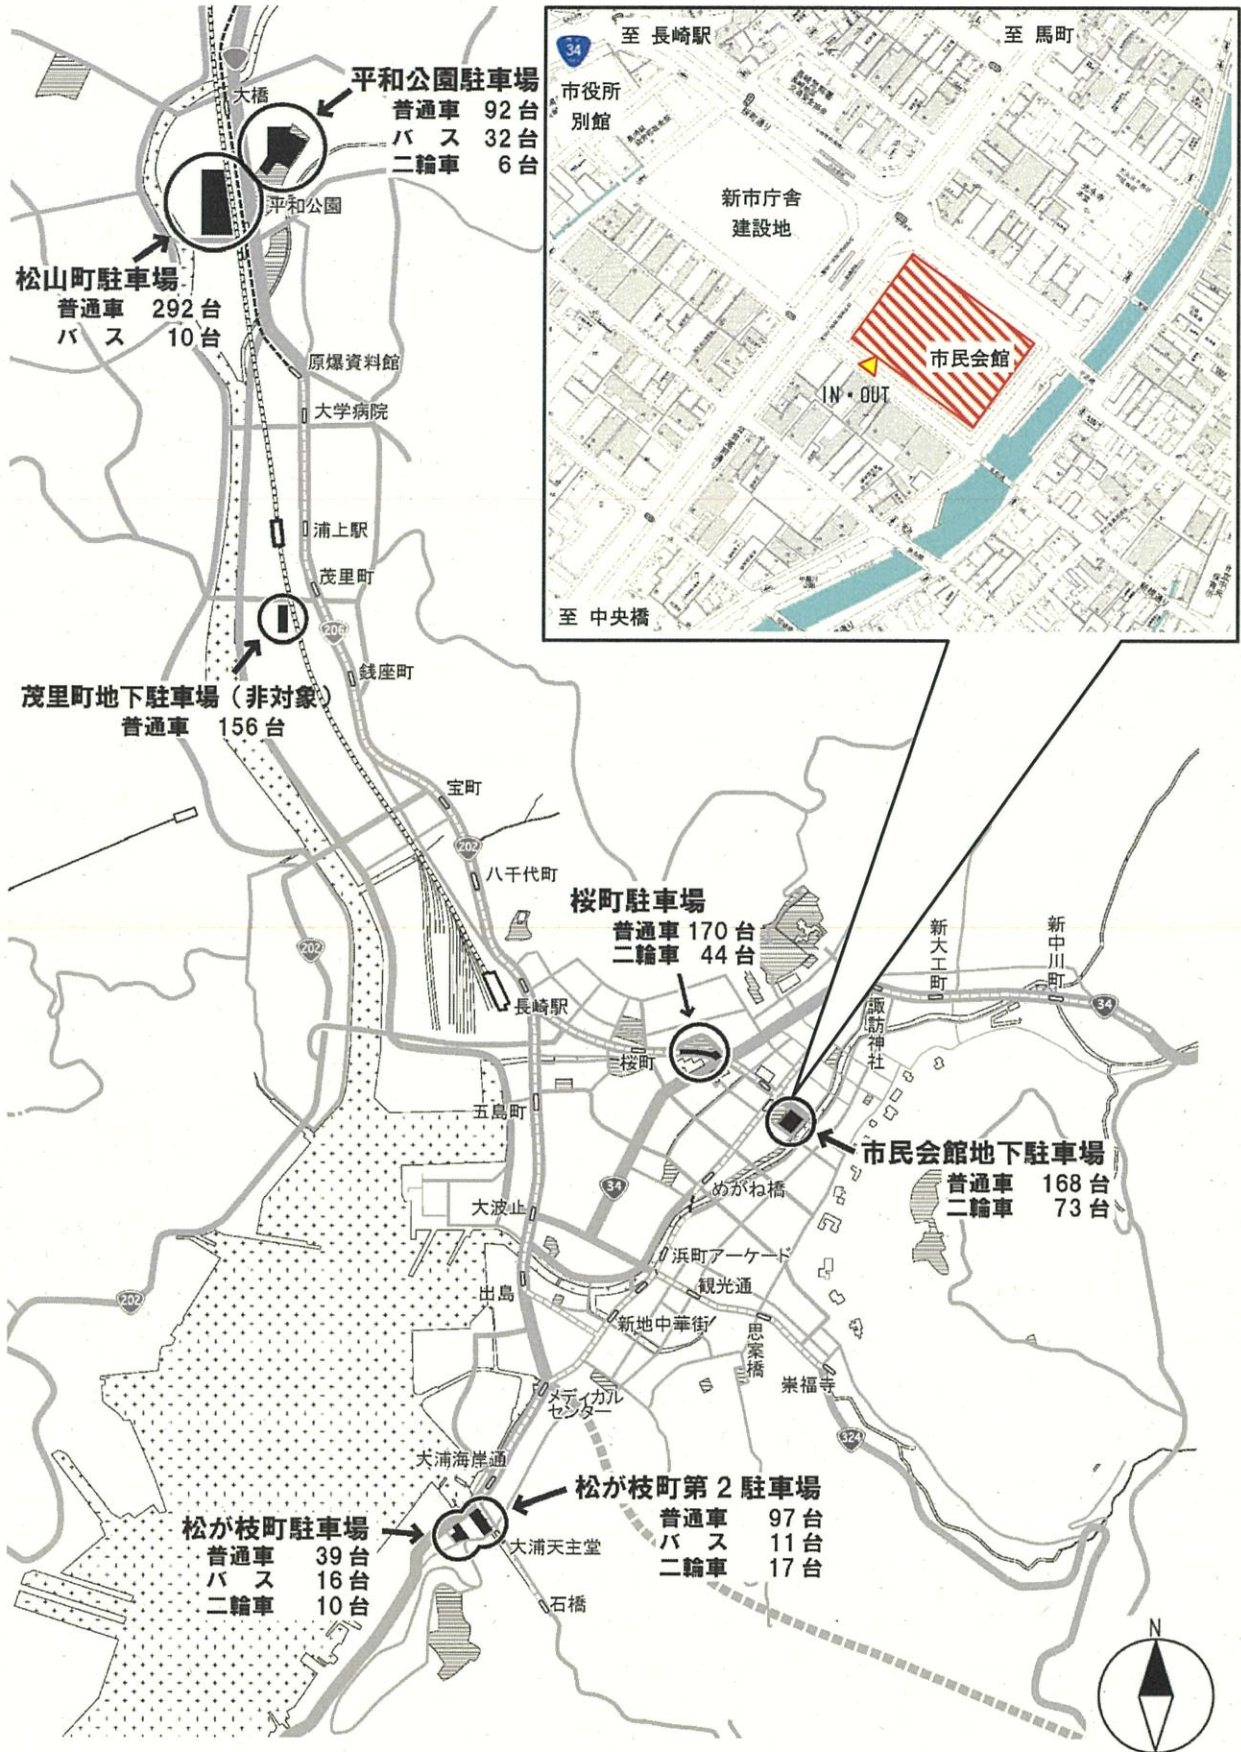 大橋
平和公園駐車場
普通車 92台
バス 32台
二輪車 6台
平和公園
松山町駐車場
普通車 292台
バス 10台
原爆資料館
大学病院
浦上駅
茂里町
206
銭座町
茂里町地下駐車場（非対象）
普通車 156台
宝町
202
八千代町
202
長崎駅
34
至 長崎駅
至 馬町
市役所
別館
新市庁舎
建設地
市民会館
IN・OUT
至 中央橋
桜町駐車場
普通車 170台
二輪車 44台
新大工町
新中川町
34
諏訪神社
桜町
五島町
市民会館地下駐車場
普通車 168台
二輪車 73台
34
めがね橋
大波止
浜町アーケード
観光通
出島
202
新地中華街
思案橋
崇福寺
メディカル
センター
324
大浦海岸通
松が枝町第2駐車場
普通車 97台
バス 11台
二輪車 17台
松が枝町駐車場
普通車 39台
バス 16台
二輪車 10台
大浦天主堂
石橋
N